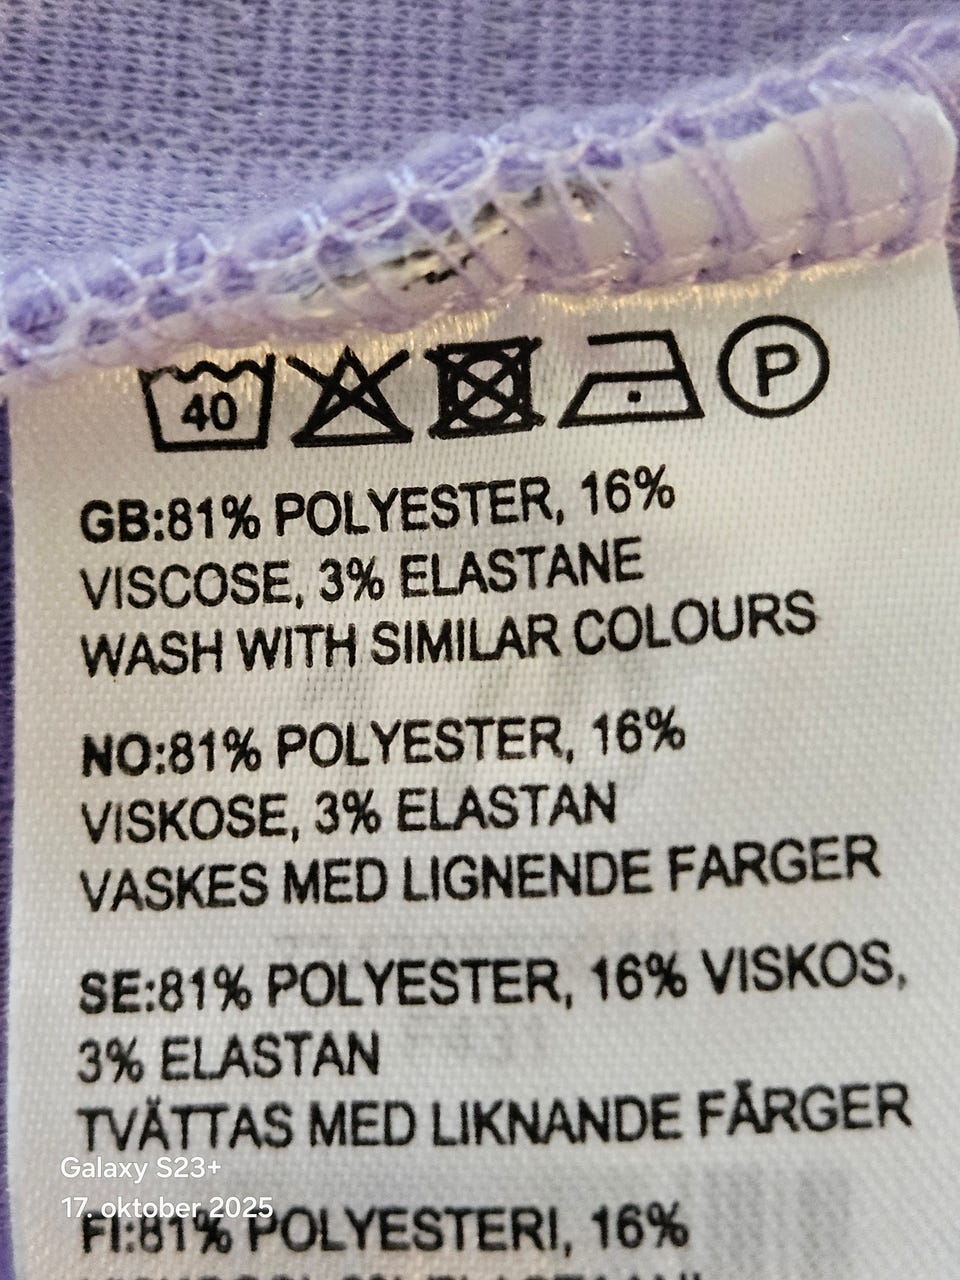 40
P
GB:81% POLYESTER, 16%
VISCOSE, 3% ELASTANE
WASH WITH SIMILAR COLOURS
NO:81% POLYESTER, 16%
VISKOSE, 3% ELASTAN
VASKES MED LIGNENDE FARGER
SE:81% POLYESTER, 16% VISKOS,
3% ELASTAN
TVÄTTAS MED LIKNANDE FÄRGER
Galaxy S23+
17. oktober 2025
FI:81% POLYESTERI, 16%